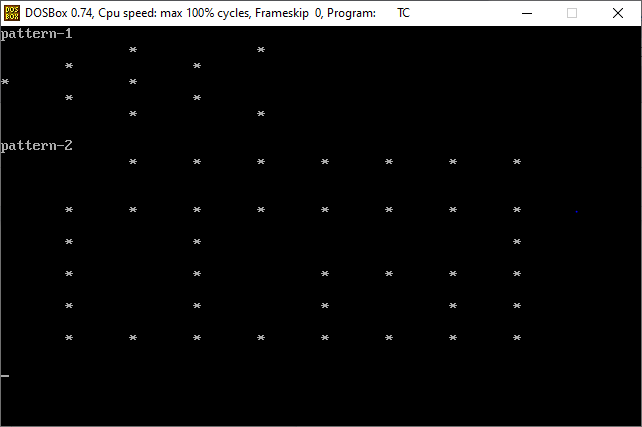 DOSBox 0.74, Cpu speed: max 100% cycles, Frameskip 0, Program: TC
pattern-1
                *               *
        *               *
*               *
        *               *
                *               *
pattern-2
                *       *       *       *       *       *       *
        *       *       *       *       *       *       *       *
        *               *                                       *
        *               *               *       *       *       *
        *               *               *               *       *
        *       *       *       *       *       *       *       *